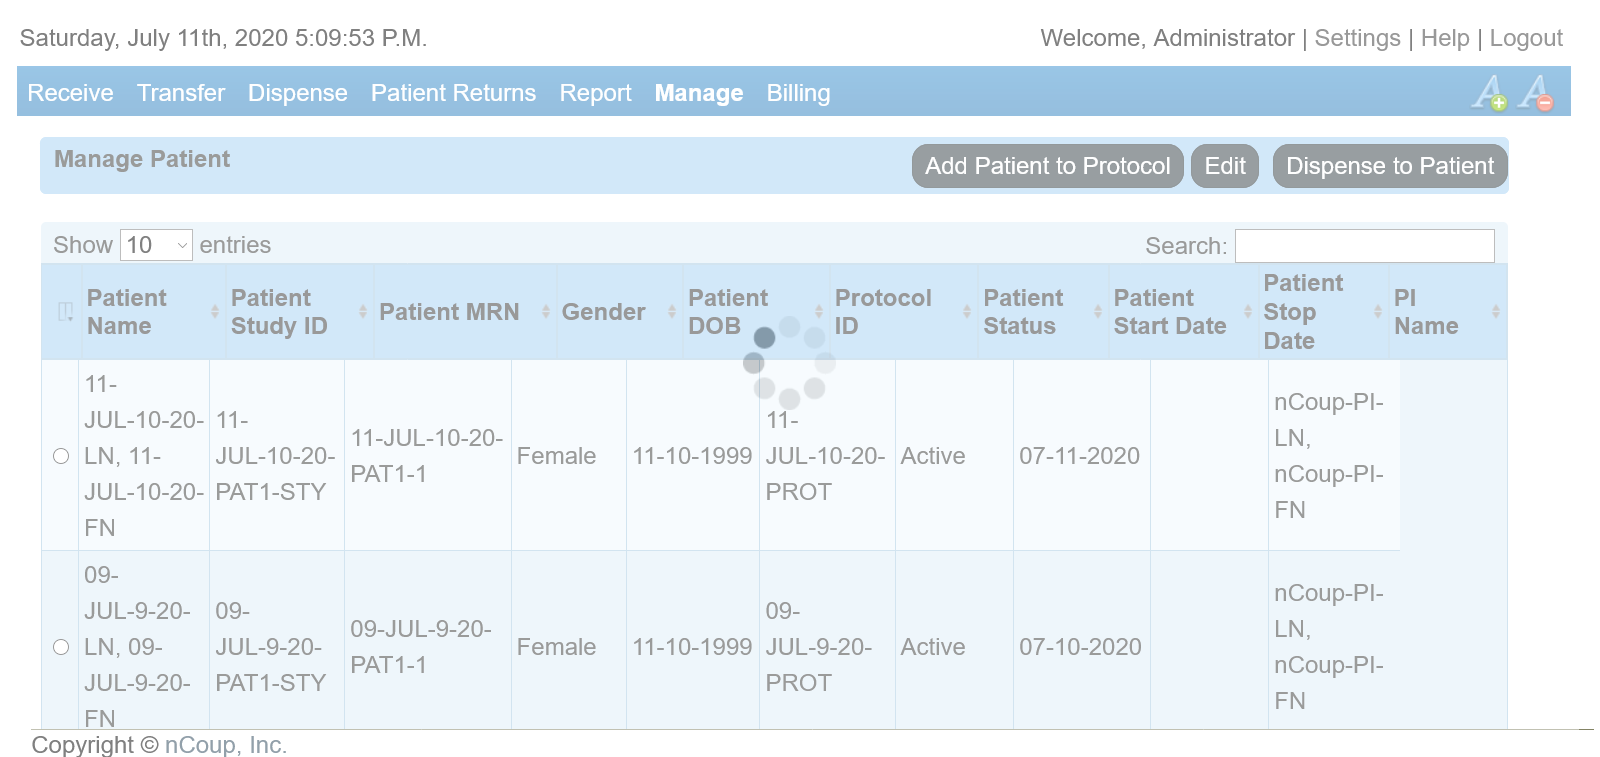 Saturday, July 11th, 2020 5:09:53 P.M.
Welcome, Administrator | Settings | Help | Logout
Receive Transfer Dispense Patient Returns Report Manage Billing
Manage Patient
Add Patient to Protocol Edit Dispense to Patient
Show 10 entries
Search:
Patient Name
Patient Study ID
Patient MRN
Gender
Patient DOB
Protocol ID
Patient Status
Patient Start Date
Patient Stop Date
PI Name
11-
JUL-10-20-
LN, 11-
JUL-10-20-
FN
11-
JUL-10-20-
PAT1-STY
11-JUL-10-20-
PAT1-1
Female
11-10-1999
11-
JUL-10-20-
PROT
Active
07-11-2020
nCoup-PI-
LN,
nCoup-PI-
FN
09-
JUL-9-20-
LN, 09-
JUL-9-20-
FN
09-
JUL-9-20-
PAT1-STY
09-JUL-9-20-
PAT1-1
Female
11-10-1999
09-
JUL-9-20-
PROT
Active
07-10-2020
nCoup-PI-
LN,
nCoup-PI-
FN
Copyright © nCoup, Inc.